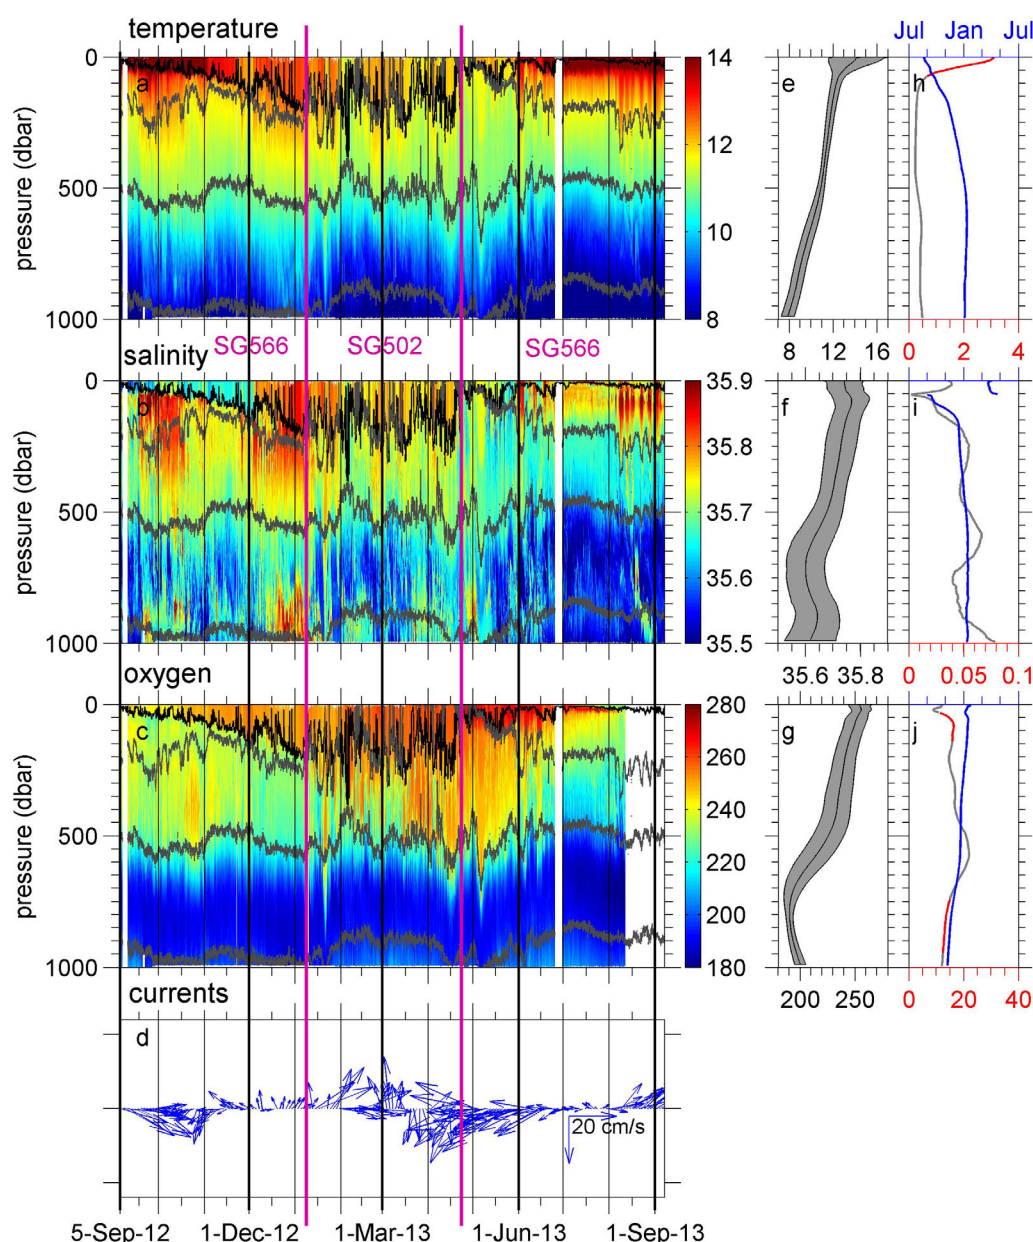 temperature
Jul Jan Jul
0
500
1000
pressure (dbar)
a
14
12
10
8
e
8 12 16
h
0 2 4
SG566 SG502 SG566
salinity
0
500
1000
pressure (dbar)
b
35.9
35.8
35.7
35.6
35.5
f
35.6 35.8
i
0 0.05 0.1
oxygen
0
500
1000
pressure (dbar)
c
280
260
240
220
200
180
g
200 250
j
0 20 40
currents
d
20 cm/s
5-Sep-12 1-Dec-12 1-Mar-13 1-Jun-13 1-Sep-13